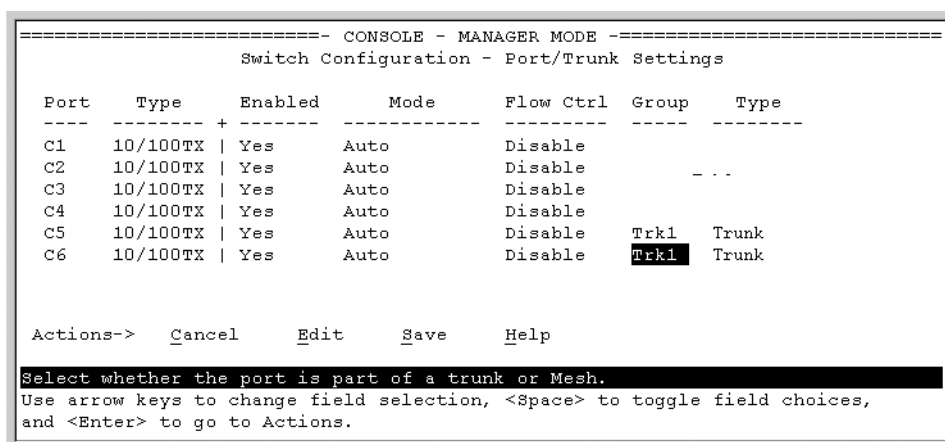 ===========================- CONSOLE - MANAGER MODE -============================
Switch Configuration - Port/Trunk Settings
Port Type Enabled Mode Flow Ctrl Group Type
---- -------- + ------- ------------ --------- ----- --------
C1 10/100TX | Yes Auto Disable
C2 10/100TX | Yes Auto Disable
C3 10/100TX | Yes Auto Disable
C4 10/100TX | Yes Auto Disable
C5 10/100TX | Yes Auto Disable Trk1 Trunk
C6 10/100TX | Yes Auto Disable Trk1 Trunk
Actions-> Cancel Edit Save Help
Select whether the port is part of a trunk or Mesh.
Use arrow keys to change field selection, <Space> to toggle field choices,
and <Enter> to go to Actions.